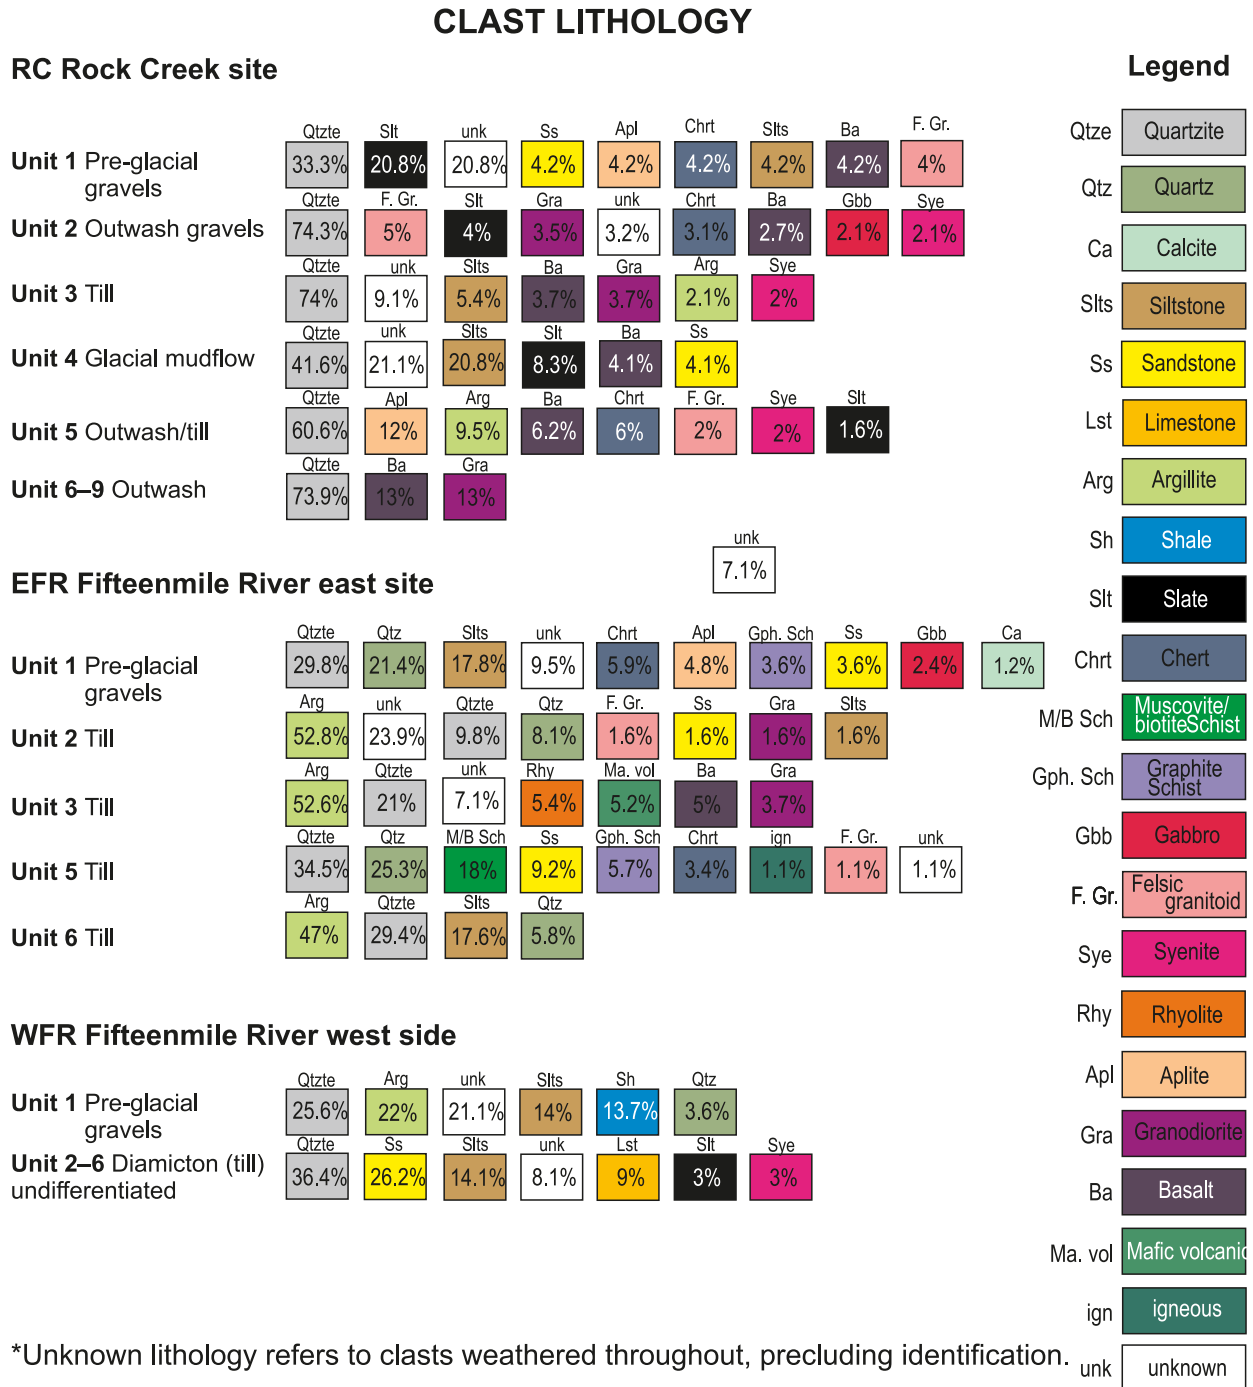 CLAST LITHOLOGY
RC Rock Creek site
Legend
Qtzte Slt unk Ss Apl Chrt Slts Ba F. Gr.
Unit 1 Pre-glacial
gravels
33.3% 20.8% 20.8% 4.2% 4.2% 4.2% 4.2% 4.2% 4%
Qtzte F. Gr. Slt Gra unk Chrt Ba Gbb Sye
Unit 2 Outwash gravels
74.3% 5% 4% 3.5% 3.2% 3.1% 2.7% 2.1% 2.1%
Qtzte unk Slts Ba Gra Arg Sye
Unit 3 Till
74% 9.1% 5.4% 3.7% 3.7% 2.1% 2%
Qtzte unk Slts Slt Ba Ss
Unit 4 Glacial mudflow
41.6% 21.1% 20.8% 8.3% 4.1% 4.1%
Qtzte Apl Arg Ba Chrt F. Gr. Sye Slt
Unit 5 Outwash/till
60.6% 12% 9.5% 6.2% 6% 2% 2% 1.6%
Qtzte Ba Gra
Unit 6–9 Outwash
73.9% 13% 13%
unk
7.1%
EFR Fifteenmile River east site
Qtzte Qtz Slts unk Chrt Apl Gph. Sch Ss Gbb Ca
Unit 1 Pre-glacial
gravels
29.8% 21.4% 17.8% 9.5% 5.9% 4.8% 3.6% 3.6% 2.4% 1.2%
Arg unk Qtzte Qtz F. Gr. Ss Gra Slts
Unit 2 Till
52.8% 23.9% 9.8% 8.1% 1.6% 1.6% 1.6% 1.6%
Arg Qtzte unk Rhy Ma. vol Ba Gra
Unit 3 Till
52.6% 21% 7.1% 5.4% 5.2% 5% 3.7%
Qtzte Qtz M/B Sch Ss Gph. Sch Chrt ign F. Gr. unk
Unit 5 Till
34.5% 25.3% 18% 9.2% 5.7% 3.4% 1.1% 1.1% 1.1%
Arg Qtzte Slts Qtz
Unit 6 Till
47% 29.4% 17.6% 5.8%
WFR Fifteenmile River west side
Qtzte Arg unk Slts Sh Qtz
Unit 1 Pre-glacial
gravels
25.6% 22% 21.1% 14% 13.7% 3.6%
Qtzte Ss Slts unk Lst Slt Sye
Unit 2–6 Diamicton (till)
undifferentiated
36.4% 26.2% 14.1% 8.1% 9% 3% 3%
Qtze Quartzite
Qtz Quartz
Ca Calcite
Slts Siltstone
Ss Sandstone
Lst Limestone
Arg Argillite
Sh Shale
Slt Slate
Chrt Chert
M/B Sch Muscovite/
biotiteSchist
Gph. Sch Graphite
Schist
Gbb Gabbro
F. Gr. Felsic
granitoid
Sye Syenite
Rhy Rhyolite
Apl Aplite
Gra Granodiorite
Ba Basalt
Ma. vol Mafic volcanic
ign igneous
unk unknown
*Unknown lithology refers to clasts weathered throughout, precluding identification.